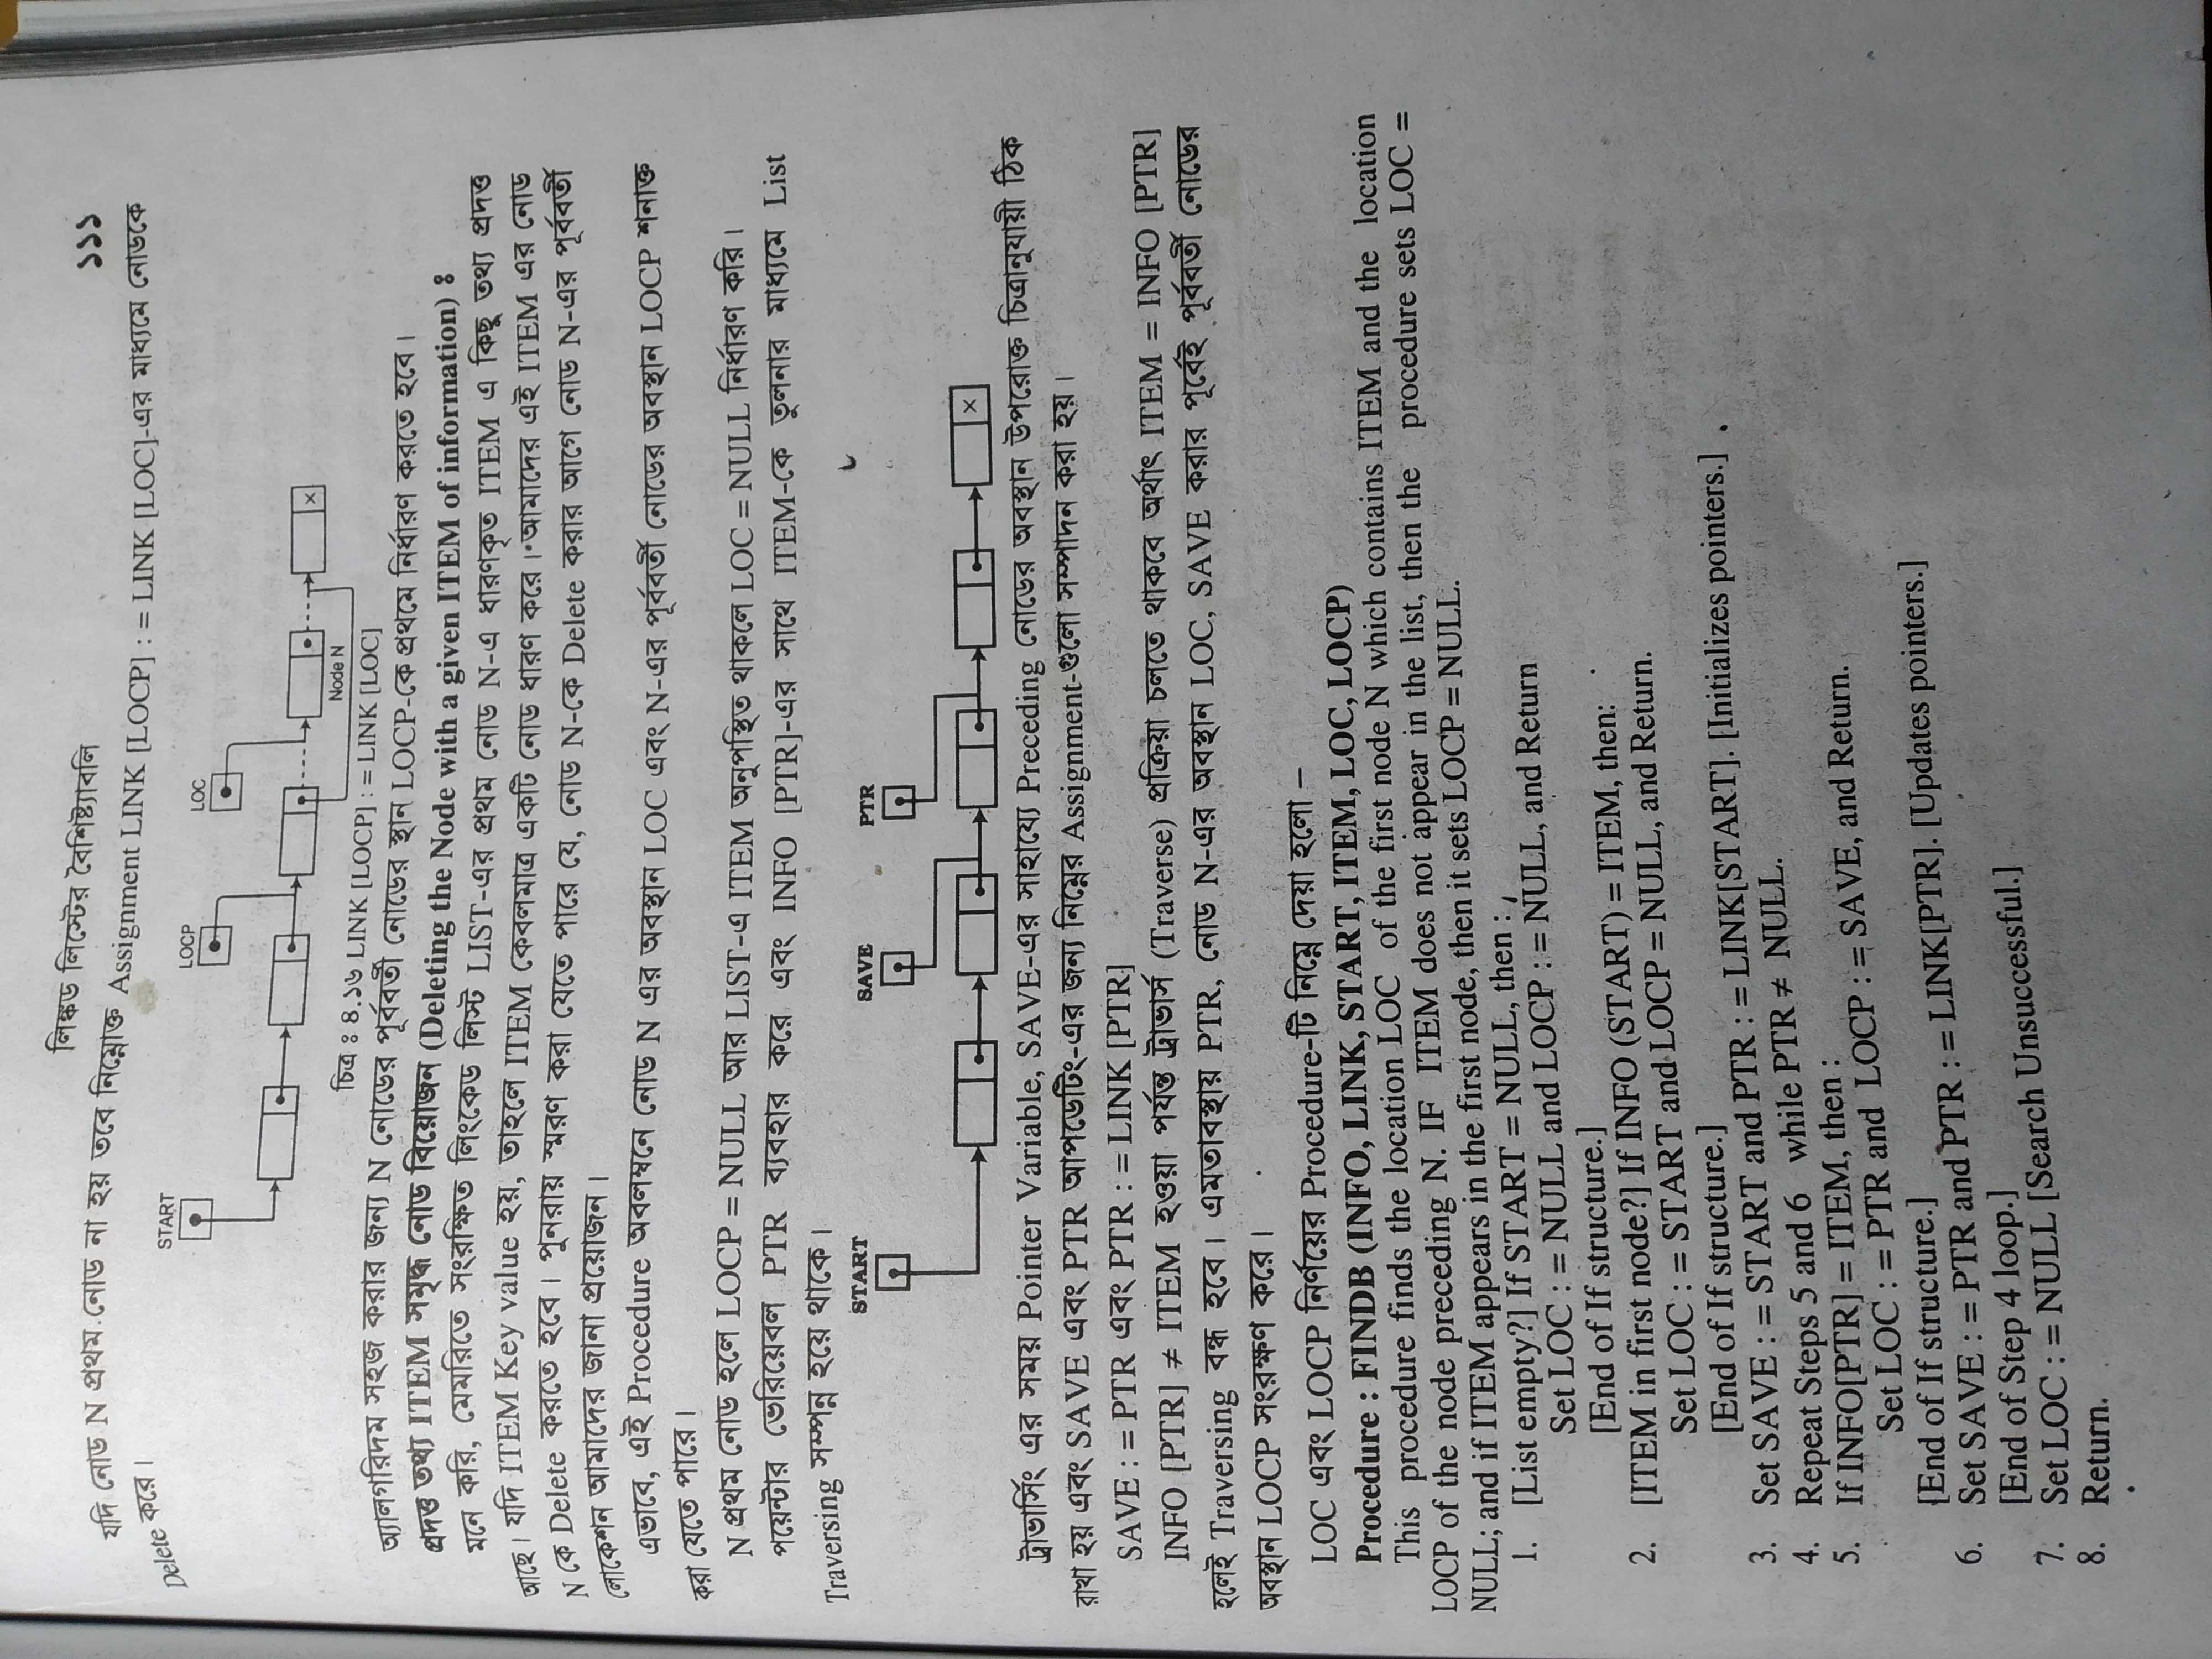 লিঙ্কড লিস্টের বৈশিষ্ট্যাবলি ১১১
যদি নোড N প্রথম নোড না হয় তবে নিম্নোক্ত Assignment LINK [LOCP] : = LINK [LOC]-এর মাধ্যমে নোডকে
Delete করে।
START
LOCP
LOC
Node N
চিত্র ঃ ৪.১৬ LINK [LOCP] : = LINK [LOC]
অ্যালগরিদম সহজ করার জন্য N নোডের পূর্ববর্তী নোডের স্থান LOCP-কে প্রথমে নির্ধারণ করতে হবে।
প্রদত্ত তথ্য ITEM সমৃদ্ধ নোড বিয়োজন (Deleting the Node with a given ITEM of information) ঃ
মনে করি, মেমরিতে সংরক্ষিত লিংকেড লিস্ট LIST-এর প্রথম নোড N-এ ধারণকৃত ITEM এ কিছু তথ্য প্রদত্ত
আছে। যদি ITEM Key value হয়, তাহলে ITEM কেবলমাত্র একটি নোড ধারণ করে। আমাদের এই ITEM এর নোড
N কে Delete করতে হবে। পুনরায় স্মরণ করা যেতে পারে যে, নোড N-কে Delete করার আগে নোড N-এর পূর্ববর্তী
লোকেশন আমাদের জানা প্রয়োজন।
এভাবে, এই Procedure অবলম্বনে নোড N এর অবস্থান LOC এবং N-এর পূর্ববর্তী নোডের অবস্থান LOCP শনাক্ত
করা যেতে পারে।
N প্রথম নোড হলে LOCP = NULL আর LIST-এ ITEM অনুপস্থিত থাকলে LOC = NULL নির্ধারণ করি।
পয়েন্টার ভেরিয়েবল PTR ব্যবহার করে এবং INFO [PTR]-এর সাথে ITEM-কে তুলনার মাধ্যমে List
Traversing সম্পন্ন হয়ে থাকে।
START
SAVE
PTR
ট্রাভার্সিং এর সময় Pointer Variable, SAVE-এর সাহায্যে Preceding নোডের অবস্থান উপরোক্ত চিত্রানুযায়ী ঠিক
রাখা হয় এবং SAVE এবং PTR আপডেটিং-এর জন্য নিম্নের Assignment-গুলো সম্পাদন করা হয়।
SAVE : = PTR এবং PTR : = LINK [PTR]
INFO [PTR] ≠ ITEM হওয়া পর্যন্ত ট্রাভার্স (Traverse) প্রক্রিয়া চলতে থাকবে অর্থাৎ ITEM = INFO [PTR]
হলেই Traversing বন্ধ হবে। এমতাবস্থায় PTR, নোড N-এর অবস্থান LOC, SAVE করার পূর্বেই পূর্ববর্তী নোডের
অবস্থান LOCP সংরক্ষণ করে।
LOC এবং LOCP নির্ণয়ের Procedure-টি নিম্নে দেয়া হলো –
Procedure : FINDB (INFO, LINK, START, ITEM, LOC, LOCP)
This procedure finds the location LOC of the first node N which contains ITEM and the location
LOCP of the node preceding N. IF ITEM does not appear in the list, then the procedure sets LOC =
NULL; and if ITEM appears in the first node, then it sets LOCP = NULL.
1. [List empty?] If START = NULL, then :
Set LOC : = NULL and LOCP : = NULL, and Return
[End of If structure.]
2. [ITEM in first node?] If INFO (START) = ITEM, then:
Set LOC : = START and LOCP = NULL, and Return.
[End of If structure.]
3. Set SAVE : = START and PTR : = LINK[START]. [Initializes pointers.]
4. Repeat Steps 5 and 6 while PTR ≠ NULL.
5. If INFO[PTR] = ITEM, then :
Set LOC : = PTR and LOCP : = SAVE, and Return.
[End of If structure.]
6. Set SAVE : = PTR and PTR : = LINK[PTR]. [Updates pointers.]
[End of Step 4 loop.]
7. Set LOC : = NULL [Search Unsuccessful.]
8. Return.